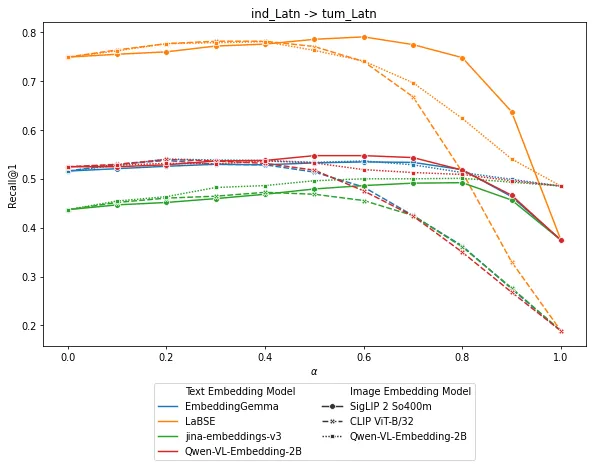 ind_Latn -> tum_Latn
Recall@1
0.8
0.7
0.6
0.5
0.4
0.3
0.2
0.0 0.2 0.4 0.6 0.8 1.0
α
Text Embedding Model Image Embedding Model
EmbeddingGemma SigLIP 2 So400m
LaBSE CLIP ViT-B/32
jina-embeddings-v3 Qwen-VL-Embedding-2B
Qwen-VL-Embedding-2B